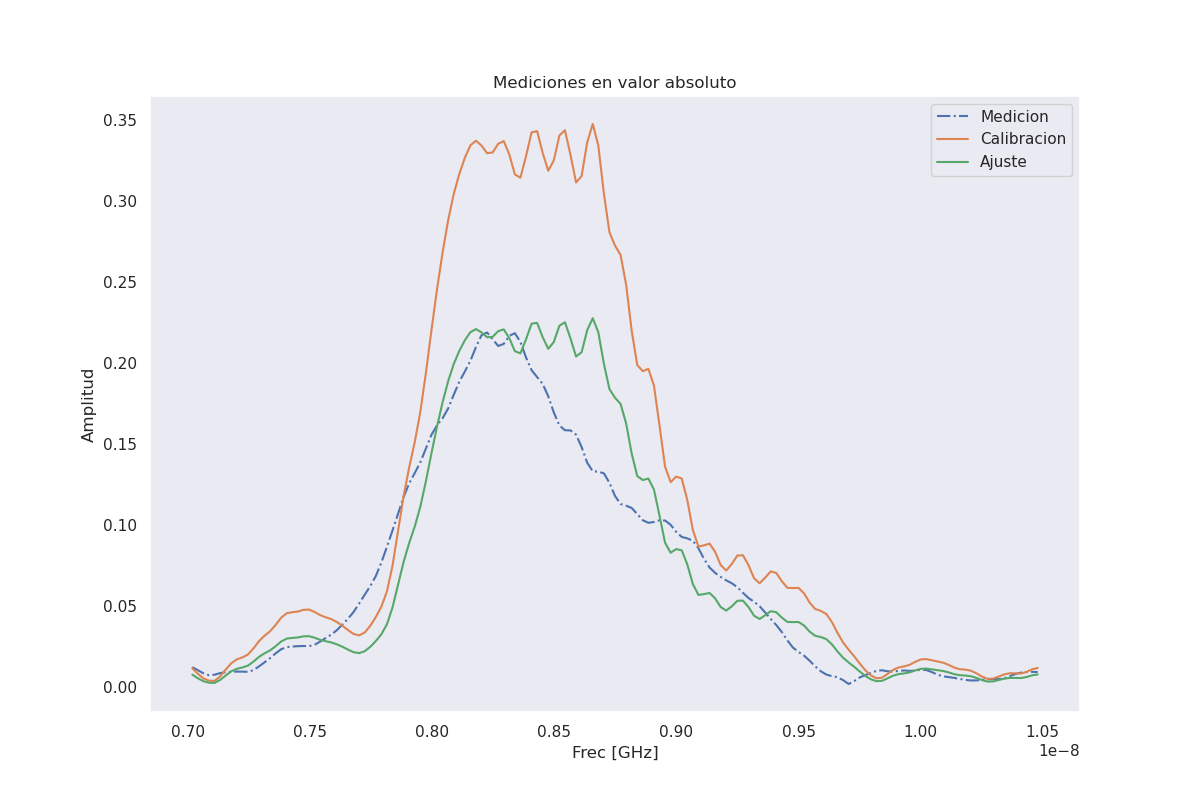 Mediciones en valor absoluto
Medicion
Calibracion
Ajuste
0.35
0.30
0.25
0.20
0.15
0.10
0.05
0.00
Amplitud
0.70 0.75 0.80 0.85 0.90 0.95 1.00 1.05
1e−8
Frec [GHz]